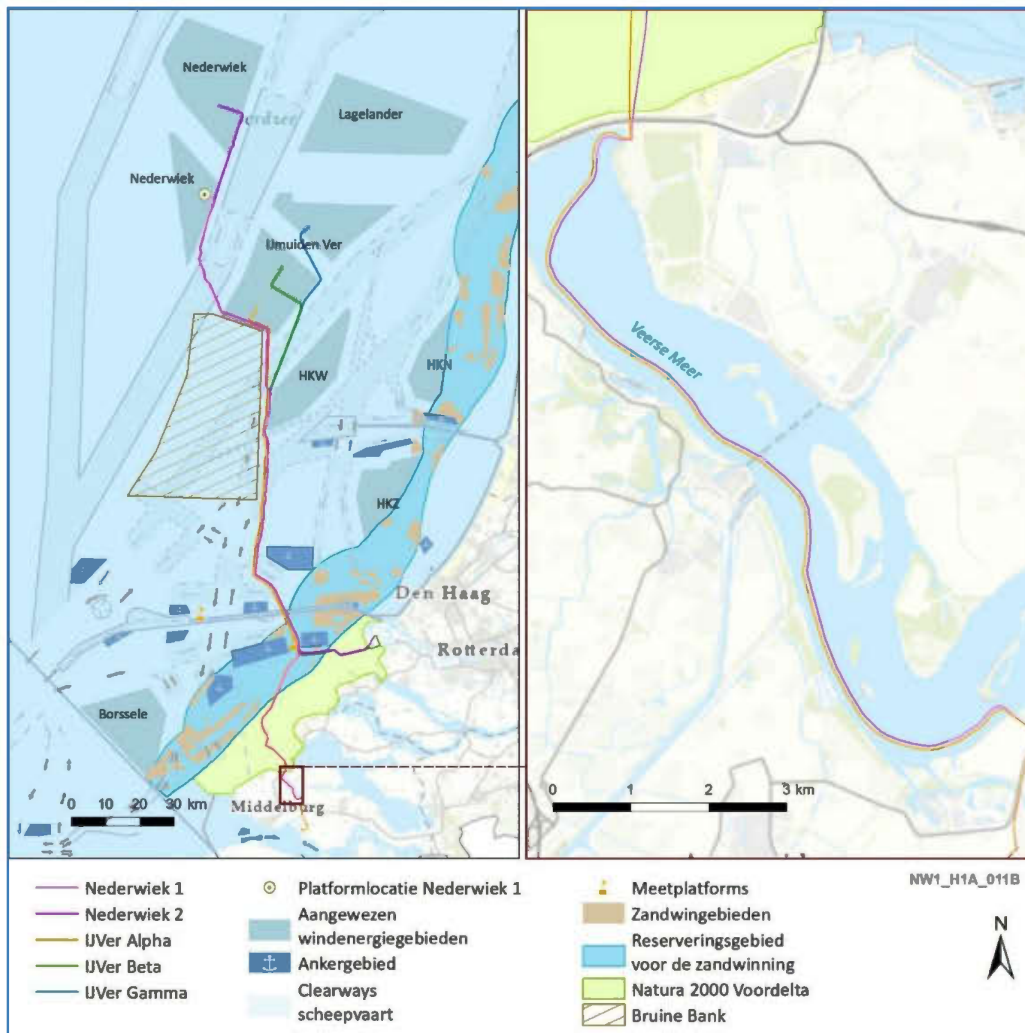 Nederwiek
Lagelander
Nederwiek
IJmuiden Ver
HKW
HKN
HKZ
Den Haag
Rotterda
Borssele
Middelburg
0 10 20 30 km
Veerse Meer
0 1 2 3 km
NW1_H1A_011B
Nederwiek 1
Nederwiek 2
IJVer Alpha
IJVer Beta
IJVer Gamma
Platformlocatie Nederwiek 1
Aangewezen
windenergiegebieden
Ankergebied
Clearways
scheepvaart
Meetplatforms
Zandwingebieden
Reserveringsgebied
voor de zandwinning
Natura 2000 Voordelta
Bruine Bank
N